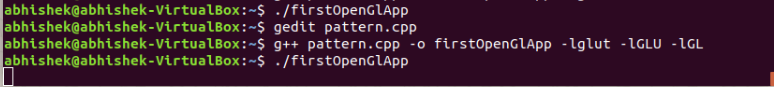 abhishek@abhishek-VirtualBox:~$ ./firstOpenGlApp
abhishek@abhishek-VirtualBox:~$ gedit pattern.cpp
abhishek@abhishek-VirtualBox:~$ g++ pattern.cpp -o firstOpenGlApp -lglut -lGLU -lGL
abhishek@abhishek-VirtualBox:~$ ./firstOpenGlApp